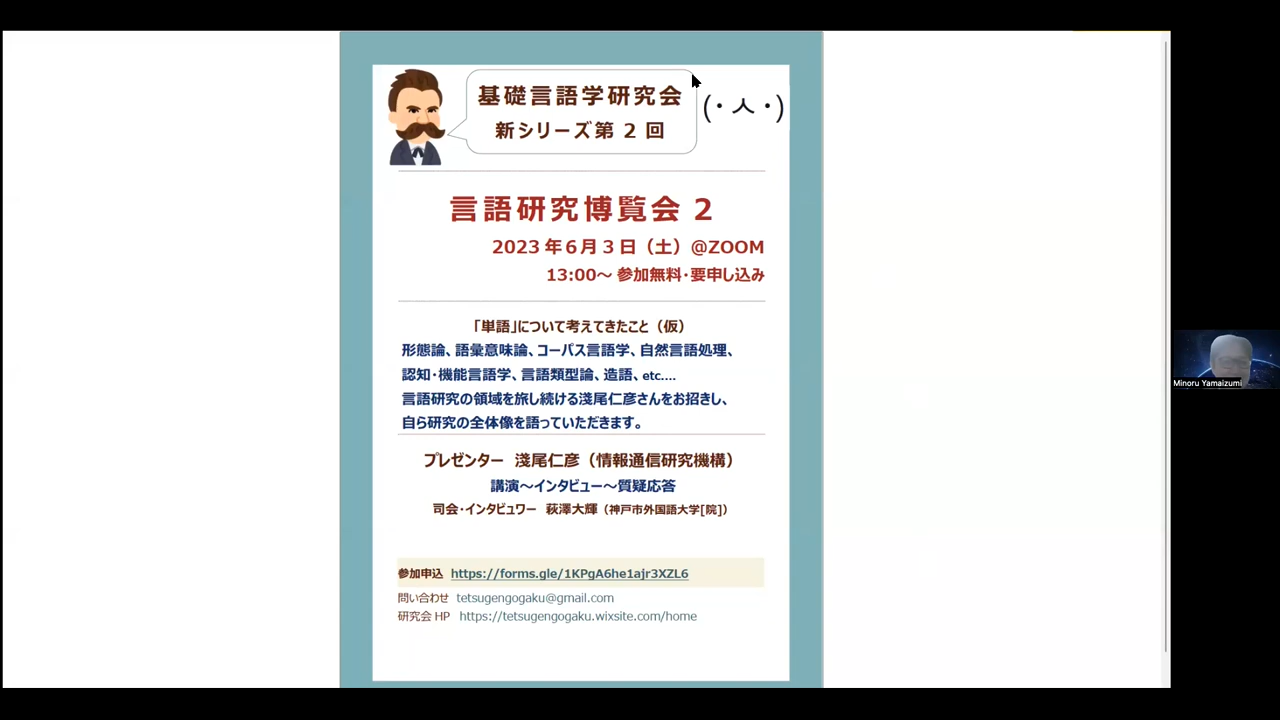 基礎言語学研究会
新シリーズ第 2 回
(・人・)
言語研究博覧会 2
2023 年 6 月 3 日（土）@ZOOM
13:00～ 参加無料・要申し込み
「単語」について考えてきたこと（仮）
形態論、語彙意味論、コーパス言語学、自然言語処理、
認知・機能言語学、言語類型論、造語、etc....
言語研究の領域を旅し続ける淺尾仁彦さんをお招きし、
自ら研究の全体像を語っていただきます。
プレゼンター 淺尾仁彦（情報通信研究機構）
講演～インタビュー～質疑応答
司会・インタビュワー 萩澤大輝（神戸市外国語大学[院]）
参加申込 https://forms.gle/1KPgA6he1ajr3XZL6
問い合わせ tetsugengogaku@gmail.com
研究会 HP https://tetsugengogaku.wixsite.com/home
Minoru Yamaizumi